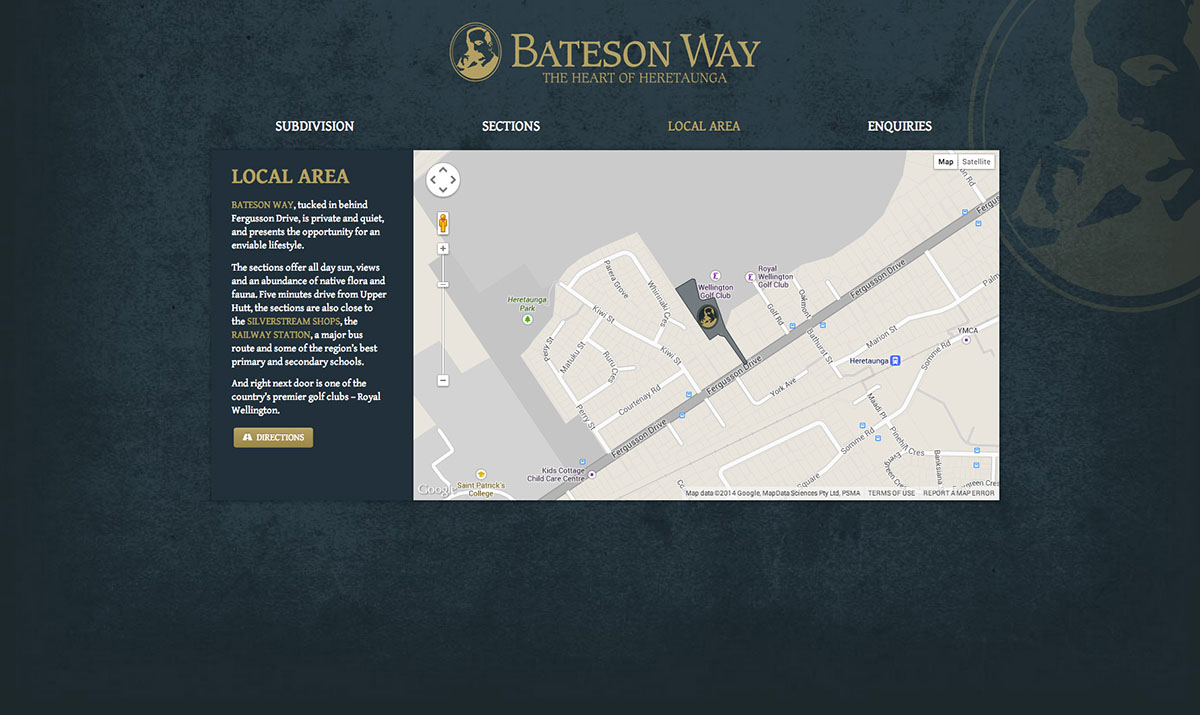 BATESON WAY
THE HEART OF HERETAUNGA
SUBDIVISION
SECTIONS
LOCAL AREA
ENQUIRIES
LOCAL AREA
BATESON WAY, tucked in behind
Fergusson Drive, is private and quiet,
and presents the opportunity for an
enviable lifestyle.
The sections offer all day sun, views
and an abundance of native flora and
fauna. Five minutes drive from Upper
Hutt, the sections are also close to
the SILVERSTREAM SHOPS, the
RAILWAY STATION, a major bus
route and some of the region's best
primary and secondary schools.
And right next door is one of the
country's premier golf clubs – Royal
Wellington.
DIRECTIONS
Map
Satellite
Parera Grove
Whirinaki Cres
Wellington
Golf Club
Royal
Wellington
Golf Club
Heretaunga
Park
Kiwi St
Kiwi St
Perry St
Matuku St
Ruru Cres
Perry St
Courtenay Rd
Golf Rd
Oakmont
Bathurst St
Fergusson Drive
Fergusson Drive
Fergusson Drive
Marion St
York Ave
Heretaunga
YMCA
Somme Rd
Somme Rd
Maadi Pl
Pinehill Cres
Banksiana
Square
Kids Cottage
Child Care Centre
Saint Patrick's
College
Google
Map data ©2014 Google, MapData Sciences Pty Ltd, PSMA
TERMS OF USE
REPORT A MAP ERROR